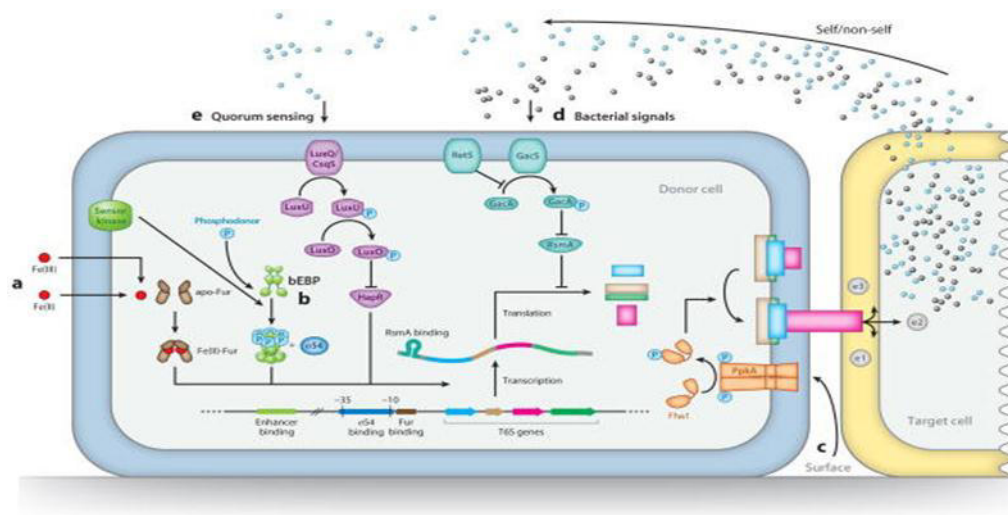 Self/non-self
e Quorum sensing
d Bacterial signals
LuxQ/
CsqS
RetS
GacS
Donor cell
Sensor
kinase
Phosphodonor
P
LuxU
LuxU
P
GacA
GacA
P
LuxO
LuxO
P
RsmA
Fe(III)
a
Fe(II)
apo-Fur
bEBP
b
HapR
e3
e2
e1
Translation
RsmA binding
Fe(II)-Fur
P P
P P P
+ σ54
P
P
PpkA
P
Fha1
Transcription
−35
−10
Enhancer
binding
σ54
binding
Fur
binding
T6S genes
c
Surface
Target cell